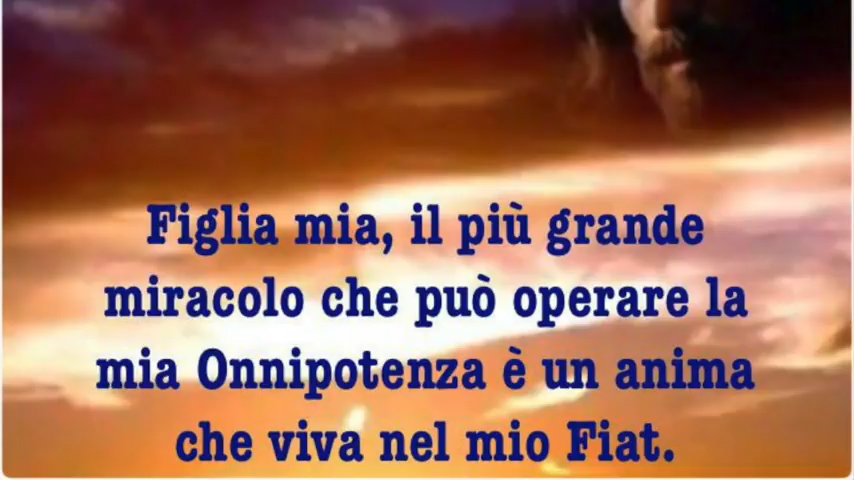 Figlia mia, il più grande
miracolo che può operare la
mia Onnipotenza è un anima
che viva nel mio Fiat.